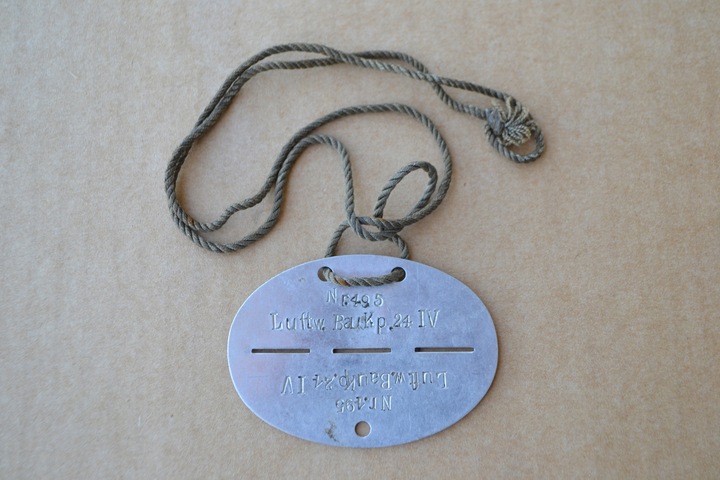 Nr.495
Luftw. Bau.Kp.24 IV
Luftw.Bau.Kp.24 IV
Nr.495